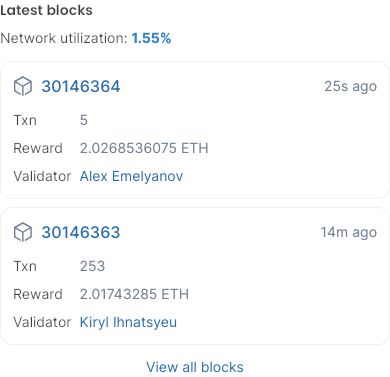 Latest blocks
Network utilization: 1.55%
30146364 25s ago
Txn 5
Reward 2.0268536075 ETH
Validator Alex Emelyanov
30146363 14m ago
Txn 253
Reward 2.01743285 ETH
Validator Kiryl Ihnatsyeu
View all blocks